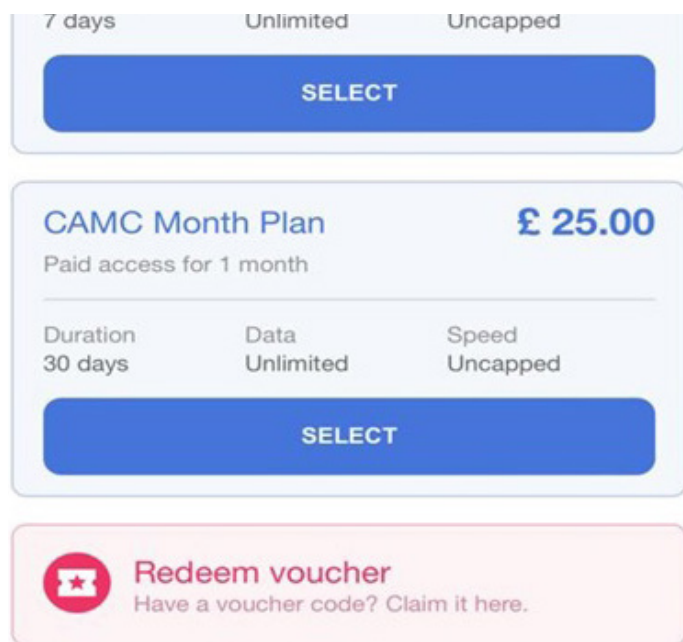 7 days Unlimited Uncapped
SELECT
CAMC Month Plan £ 25.00
Paid access for 1 month
Duration Data Speed
30 days Unlimited Uncapped
SELECT
Redeem voucher
Have a voucher code? Claim it here.